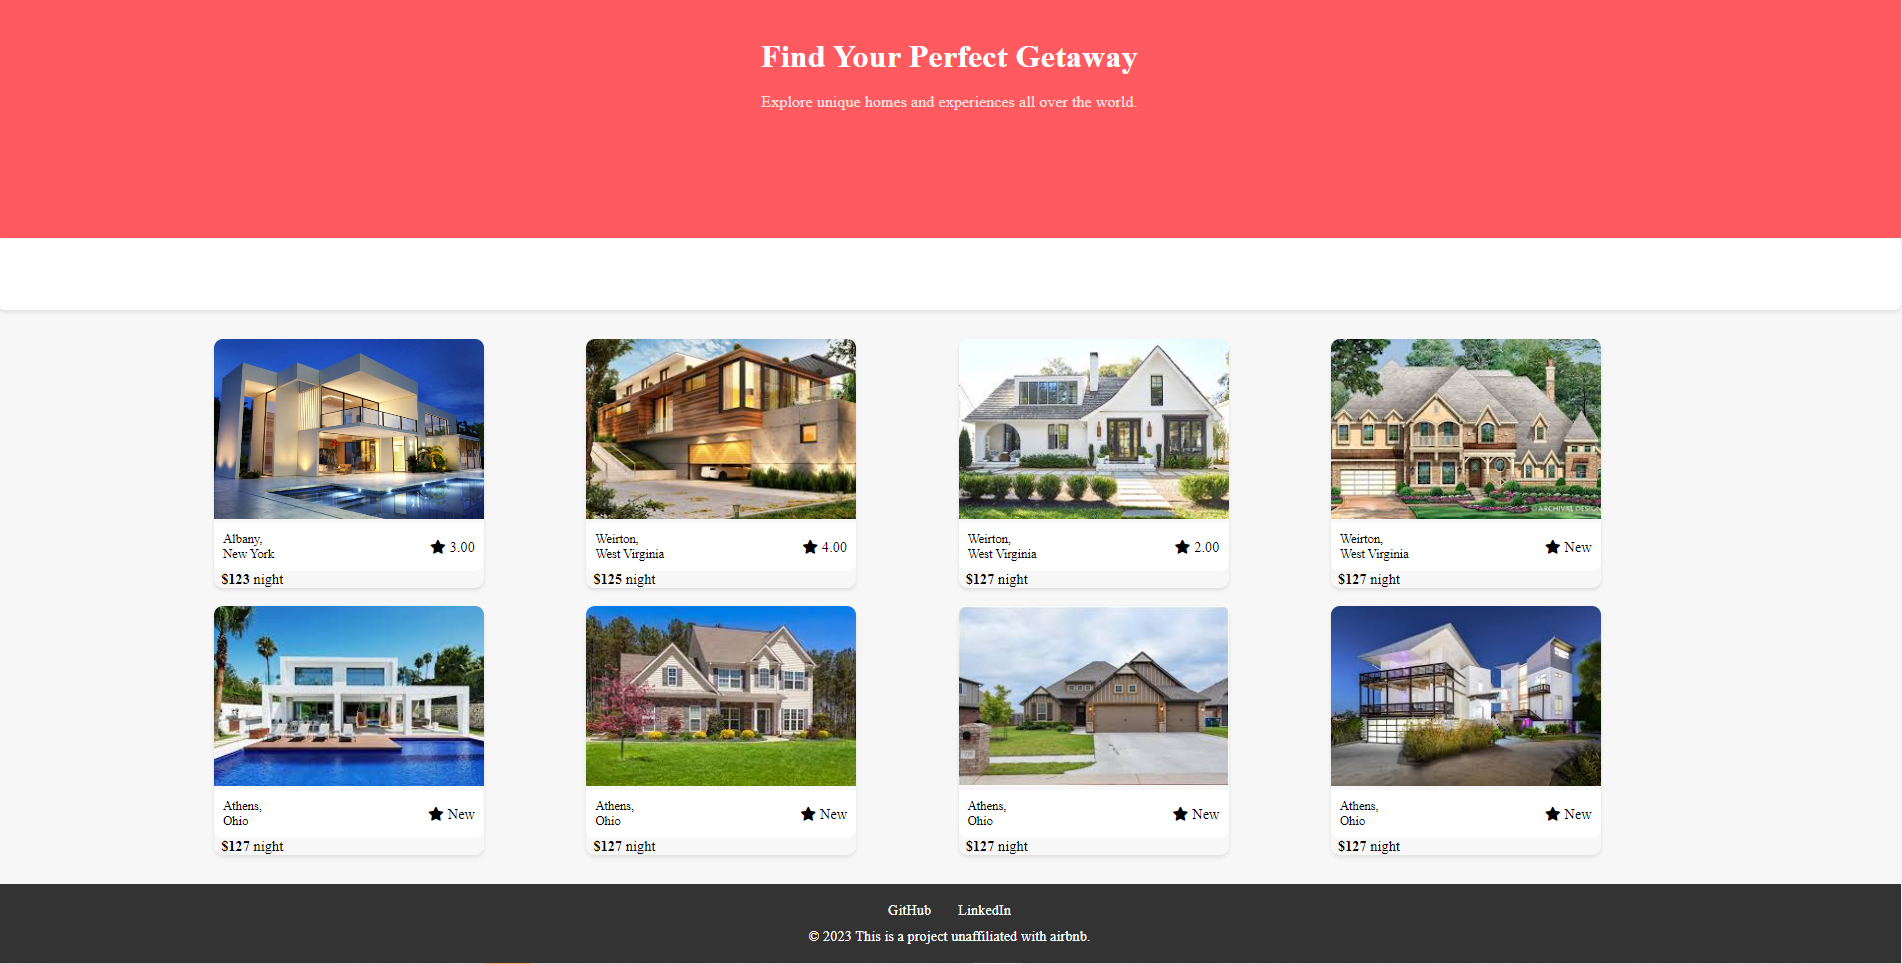 Find Your Perfect Getaway
Explore unique homes and experiences all over the world.
© ARCHIVAL DESIGN
Albany,
New York
★ 3.00
$123 night
Weirton,
West Virginia
★ 4.00
$125 night
Weirton,
West Virginia
★ 2.00
$127 night
Weirton,
West Virginia
★ New
$127 night
Athens,
Ohio
★ New
$127 night
Athens,
Ohio
★ New
$127 night
Athens,
Ohio
★ New
$127 night
Athens,
Ohio
★ New
$127 night
GitHub LinkedIn
© 2023 This is a project unaffiliated with airbnb.